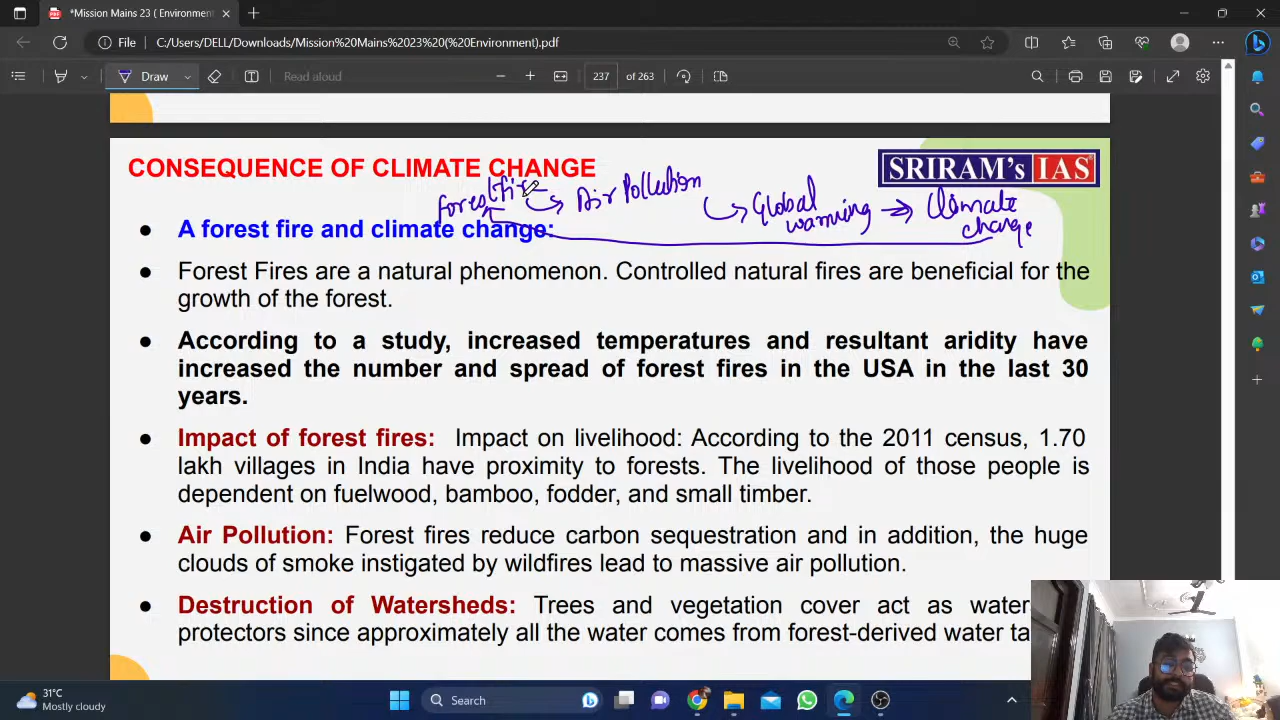 *Mission Mains 23 ( Environment
File
C:/Users/DELL/Downloads/Mission%20Mains%2023%20(%20Environment).pdf
Draw
Read aloud
237
of 263
CONSEQUENCE OF CLIMATE CHANGE
SRIRAM's IAS
forest fire Air Pollution Global warming Climate change
A forest fire and climate change:
Forest Fires are a natural phenomenon. Controlled natural fires are beneficial for the
growth of the forest.
According to a study, increased temperatures and resultant aridity have
increased the number and spread of forest fires in the USA in the last 30
years.
Impact of forest fires: Impact on livelihood: According to the 2011 census, 1.70
lakh villages in India have proximity to forests. The livelihood of those people is
dependent on fuelwood, bamboo, fodder, and small timber.
Air Pollution: Forest fires reduce carbon sequestration and in addition, the huge
clouds of smoke instigated by wildfires lead to massive air pollution.
Destruction of Watersheds: Trees and vegetation cover act as water
protectors since approximately all the water comes from forest-derived water ta
31°C
Mostly cloudy
Search